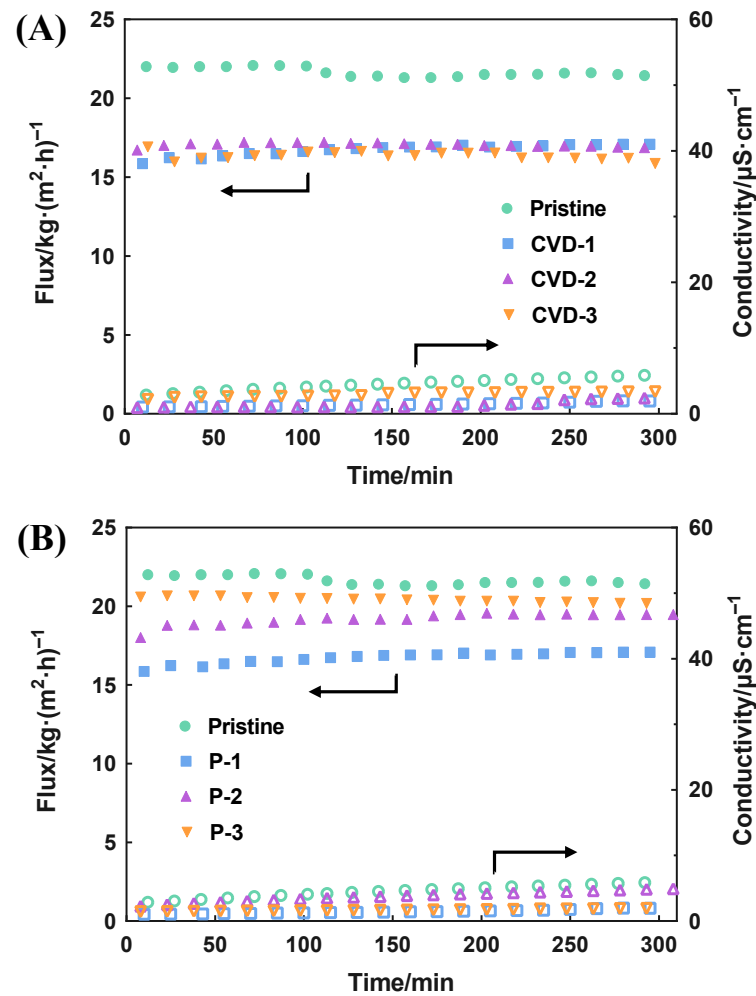 (A)
25
20
15
10
5
0
Flux/kg·(m²·h)⁻¹
60
40
20
0
Conductivity/μS·cm⁻¹
Pristine
CVD-1
CVD-2
CVD-3
0 50 100 150 200 250 300
Time/min
(B)
25
20
15
10
5
0
Flux/kg·(m²·h)⁻¹
60
40
20
0
Conductivity/μS·cm⁻¹
Pristine
P-1
P-2
P-3
0 50 100 150 200 250 300
Time/min